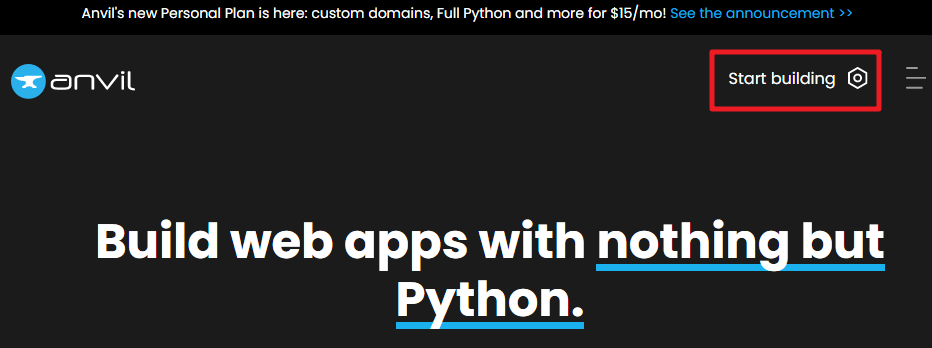 Anvil's new Personal Plan is here: custom domains, Full Python and more for $15/mo! See the announcement >>
anvil
Start building
Build web apps with nothing but
Python.